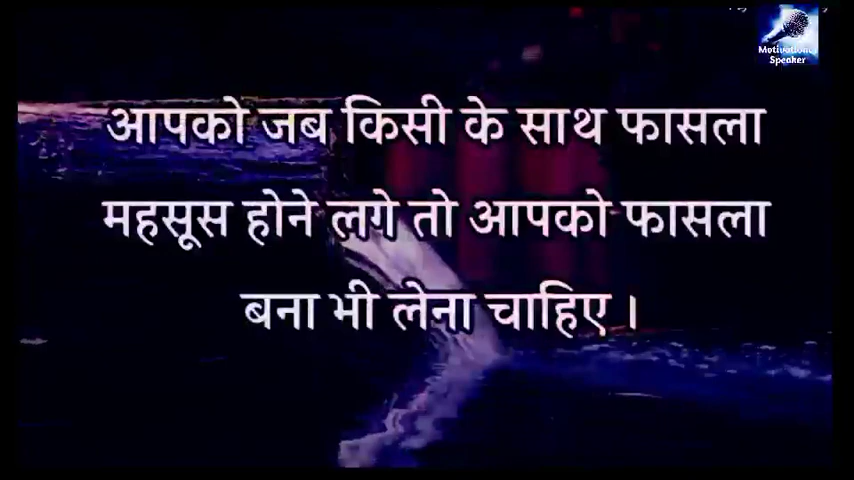 Motivational
Speaker
आपको जब किसी के साथ फासला
महसूस होने लगे तो आपको फासला
बना भी लेना चाहिए ।